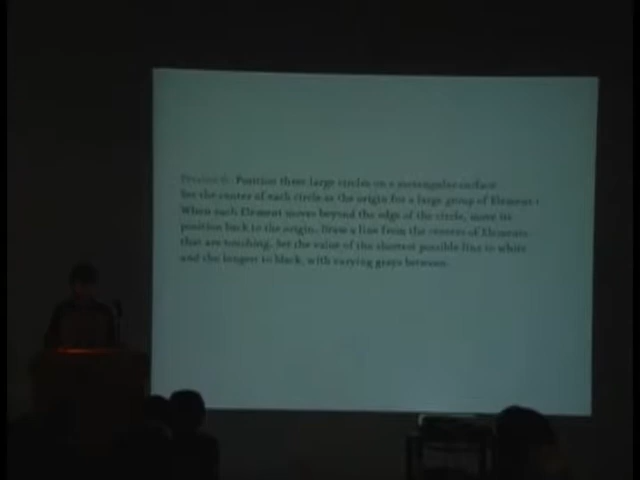 Process 6: Position three large circles on a rectangular surface.
Set the center of each circle as the origin for a large group of Element 1.
When each Element moves beyond the edge of the circle, move its
position back to the origin. Draw a line from the centers of Elements
that are touching. Set the value of the shortest possible line to white
and the longest to black, with varying grays between.